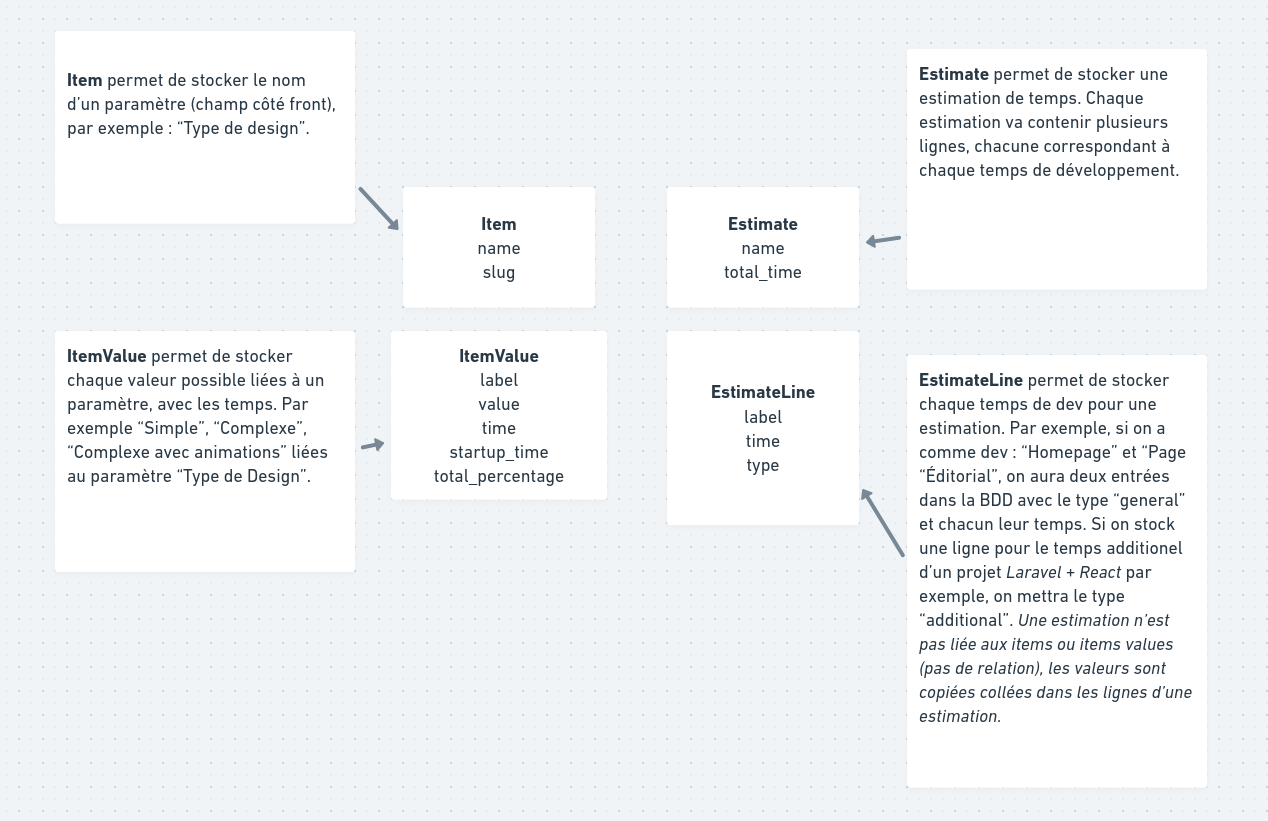 Item permet de stocker le nom
d’un paramètre (champ côté front),
par exemple : “Type de design”.
Item
name
slug
Estimate
name
total_time
Estimate permet de stocker une
estimation de temps. Chaque
estimation va contenir plusieurs
lignes, chacune correspondant à
chaque temps de développement.
ItemValue permet de stocker
chaque valeur possible liées à un
paramètre, avec les temps. Par
exemple “Simple”, “Complexe”,
“Complexe avec animations” liées
au paramètre “Type de Design”.
ItemValue
label
value
time
startup_time
total_percentage
EstimateLine
label
time
type
EstimateLine permet de stocker
chaque temps de dev pour une
estimation. Par exemple, si on a
comme dev : “Homepage” et “Page
“Éditorial”, on aura deux entrées
dans la BDD avec le type “general”
et chacun leur temps. Si on stock
une ligne pour le temps additionel
d’un projet Laravel + React par
exemple, on mettra le type
“additional”. Une estimation n’est
pas liée aux items ou items values
(pas de relation), les valeurs sont
copiées collées dans les lignes d’une
estimation.